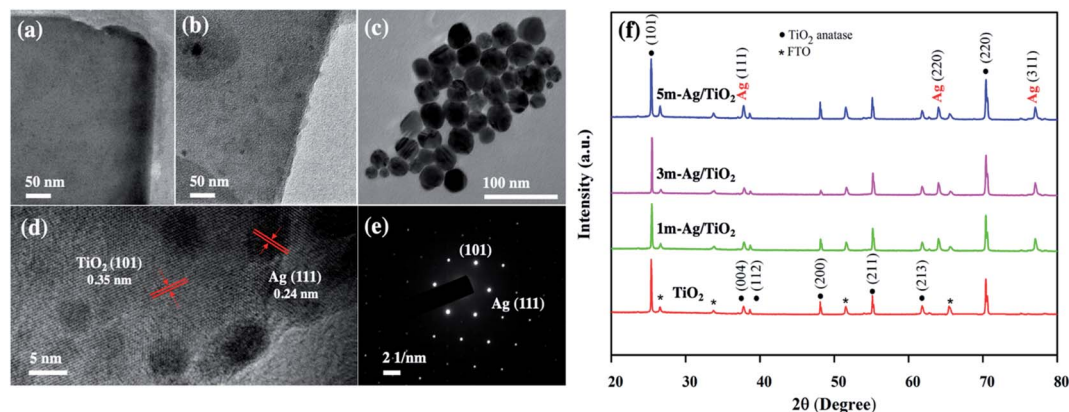 (a)
50 nm
(b)
50 nm
(c)
100 nm
(d)
TiO2 (101)
0.35 nm
Ag (111)
0.24 nm
5 nm
(e)
(101)
Ag (111)
2 1/nm
(f)
• TiO2 anatase
* FTO
(101)
Ag (111)
Ag (220)
(220)
Ag (311)
5m-Ag/TiO2
3m-Ag/TiO2
1m-Ag/TiO2
TiO2
(004)
(112)
(200)
(211)
(213)
* * * *
Intensity (a.u.)
20 30 40 50 60 70 80
2θ (Degree)